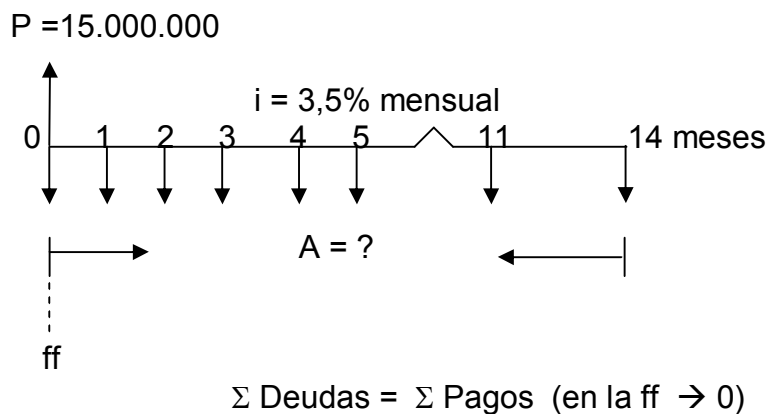 P =15.000.000
i = 3,5% mensual
0 1 2 3 4 5 11 14 meses
A = ?
ff
Σ Deudas = Σ Pagos (en la ff → 0)